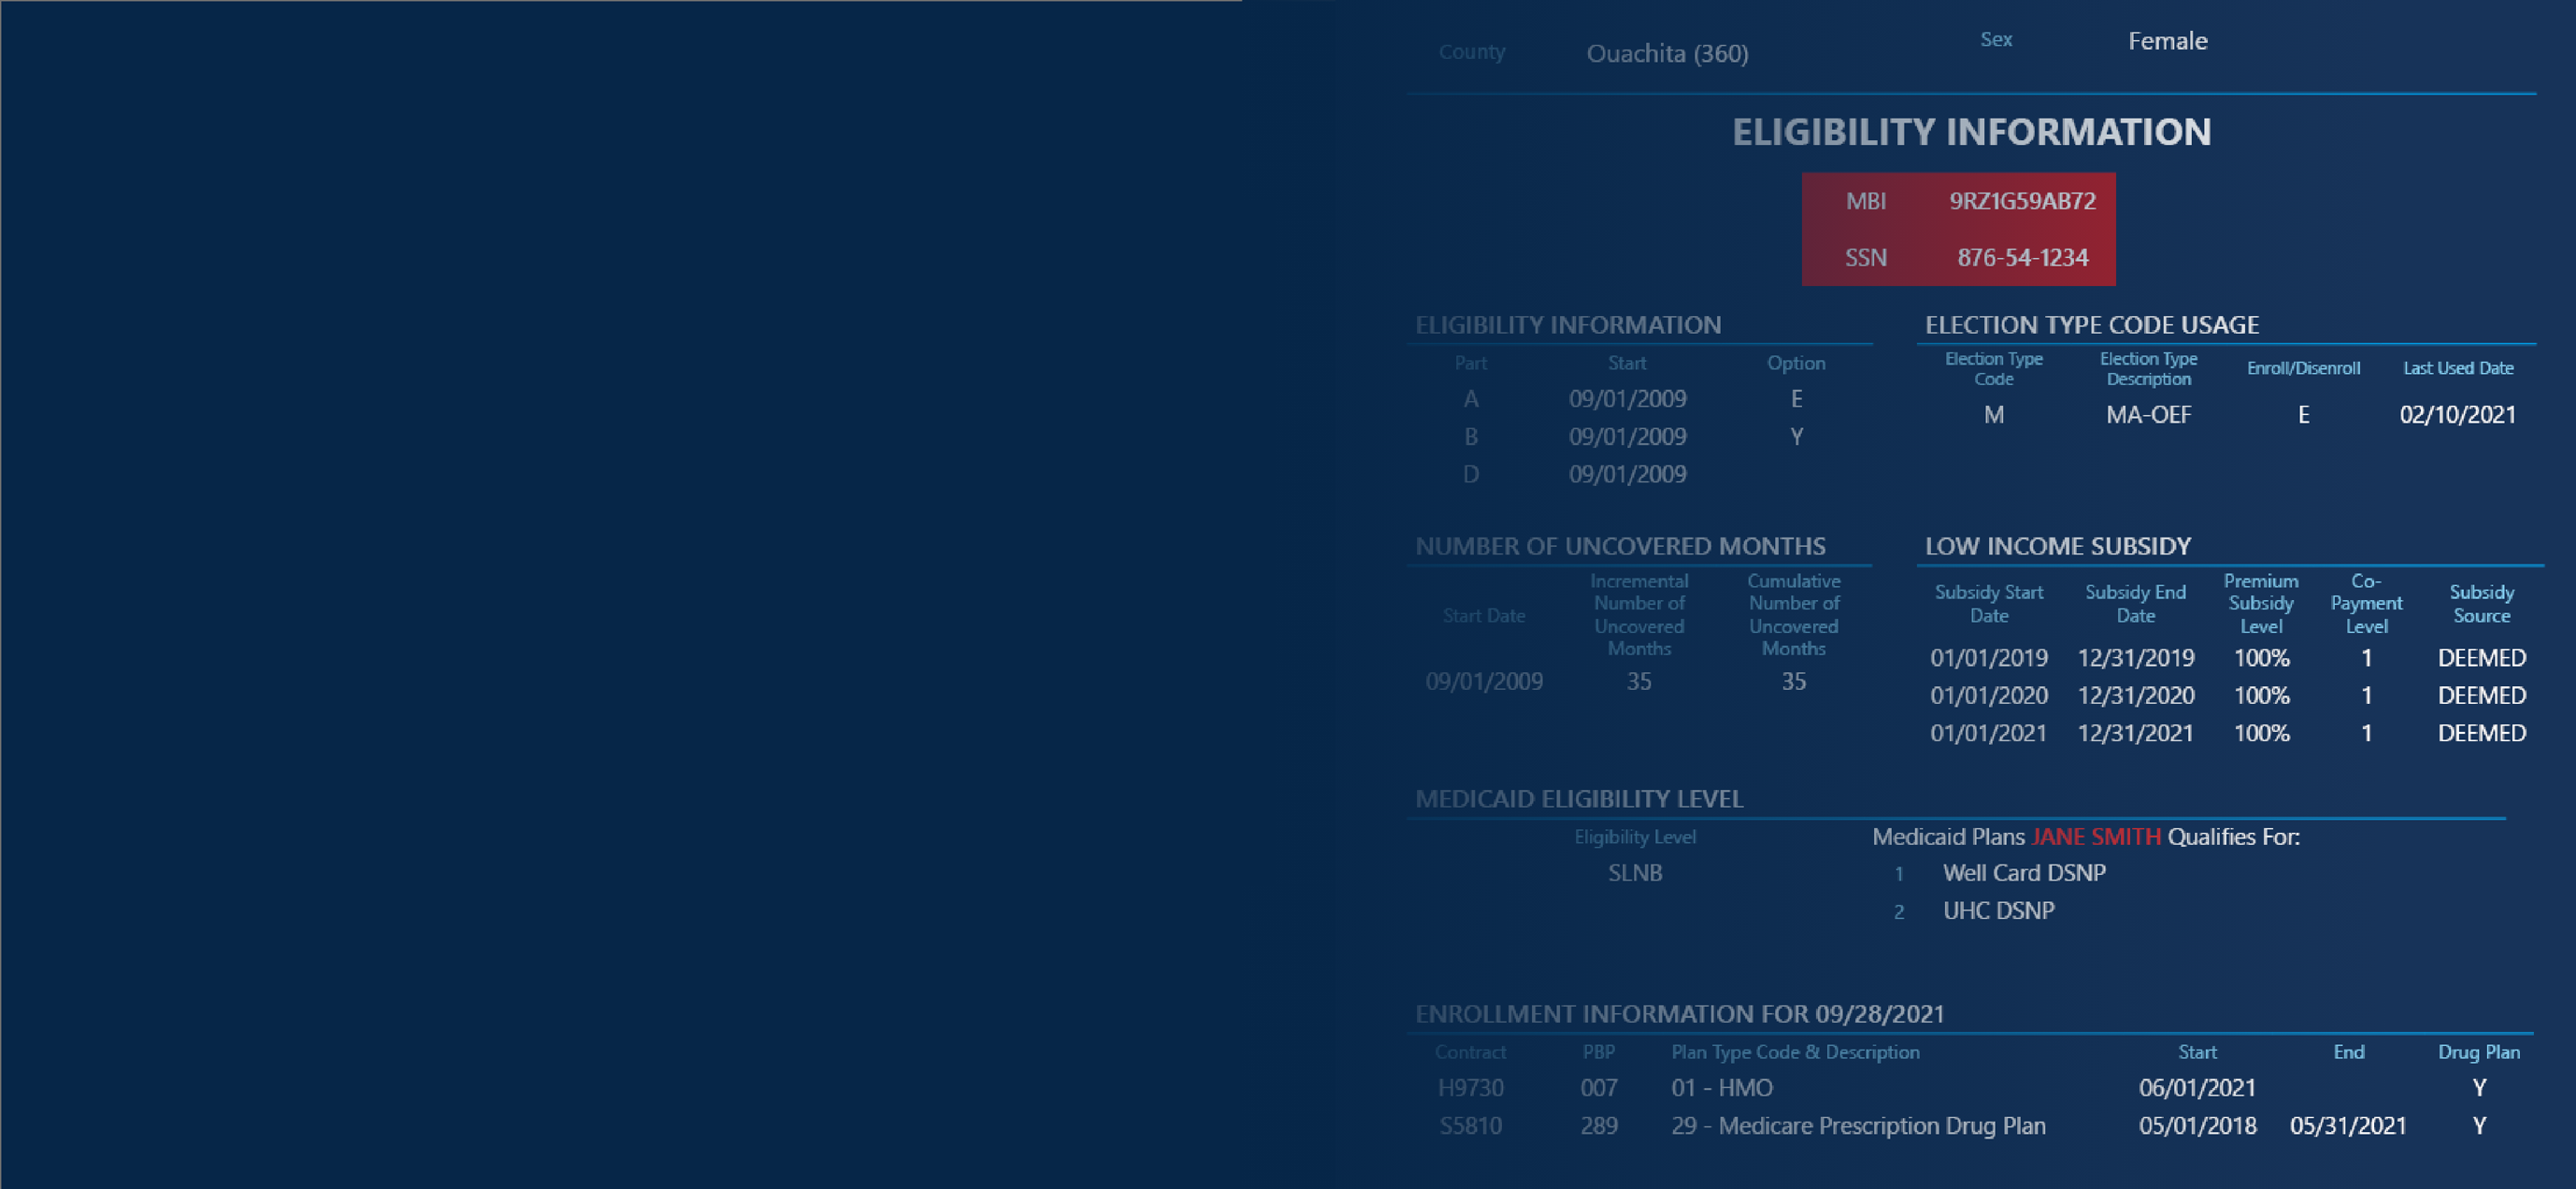 County Ouachita (360) Sex Female
ELIGIBILITY INFORMATION
MBI 9RZ1G59AB72
SSN 876-54-1234
ELIGIBILITY INFORMATION
Part Start Option
A 09/01/2009 E
B 09/01/2009 Y
D 09/01/2009
ELECTION TYPE CODE USAGE
Election Type Code Election Type Description Enroll/Disenroll Last Used Date
M MA-OEF E 02/10/2021
NUMBER OF UNCOVERED MONTHS
Start Date Incremental Number of Uncovered Months Cumulative Number of Uncovered Months
09/01/2009 35 35
LOW INCOME SUBSIDY
Subsidy Start Date Subsidy End Date Premium Subsidy Level Co-Payment Level Subsidy Source
01/01/2019 12/31/2019 100% 1 DEEMED
01/01/2020 12/31/2020 100% 1 DEEMED
01/01/2021 12/31/2021 100% 1 DEEMED
MEDICAID ELIGIBILITY LEVEL
Eligibility Level
SLNB
Medicaid Plans JANE SMITH Qualifies For:
1 Well Card DSNP
2 UHC DSNP
ENROLLMENT INFORMATION FOR 09/28/2021
Contract PBP Plan Type Code & Description Start End Drug Plan
H9730 007 01 - HMO 06/01/2021 Y
S5810 289 29 - Medicare Prescription Drug Plan 05/01/2018 05/31/2021 Y